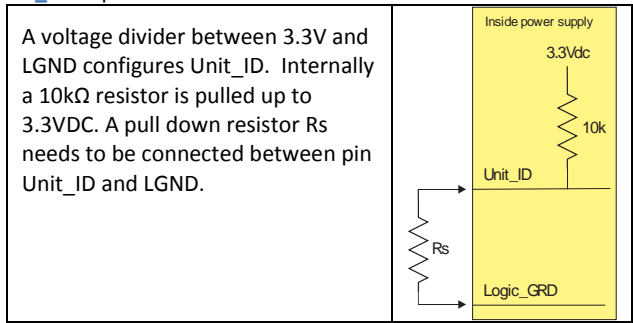 A voltage divider between 3.3V and
LGND configures Unit_ID.  Internally
a 10kΩ resistor is pulled up to
3.3VDC. A pull down resistor Rs
needs to be connected between pin
Unit_ID and LGND.
Inside power supply
3.3Vdc
10k
Unit_ID
Rs
Logic_GRD